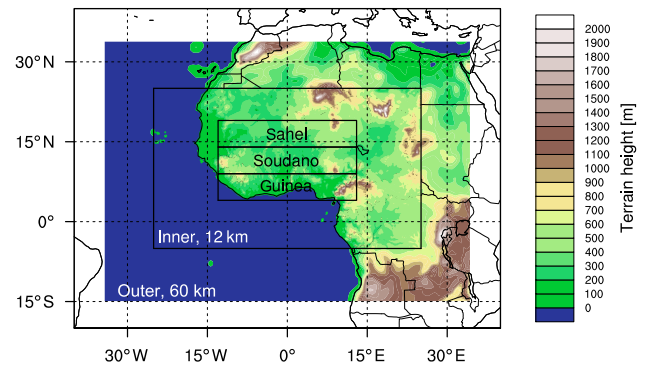 30°N
15°N
0°
15°S
30°W
15°W
0°
15°E
30°E
Sahel
Soudano
Guinea
Inner, 12 km
Outer, 60 km
2000
1900
1800
1700
1600
1500
1400
1300
1200
1100
1000
900
800
700
600
500
400
300
200
100
0
Terrain height [m]